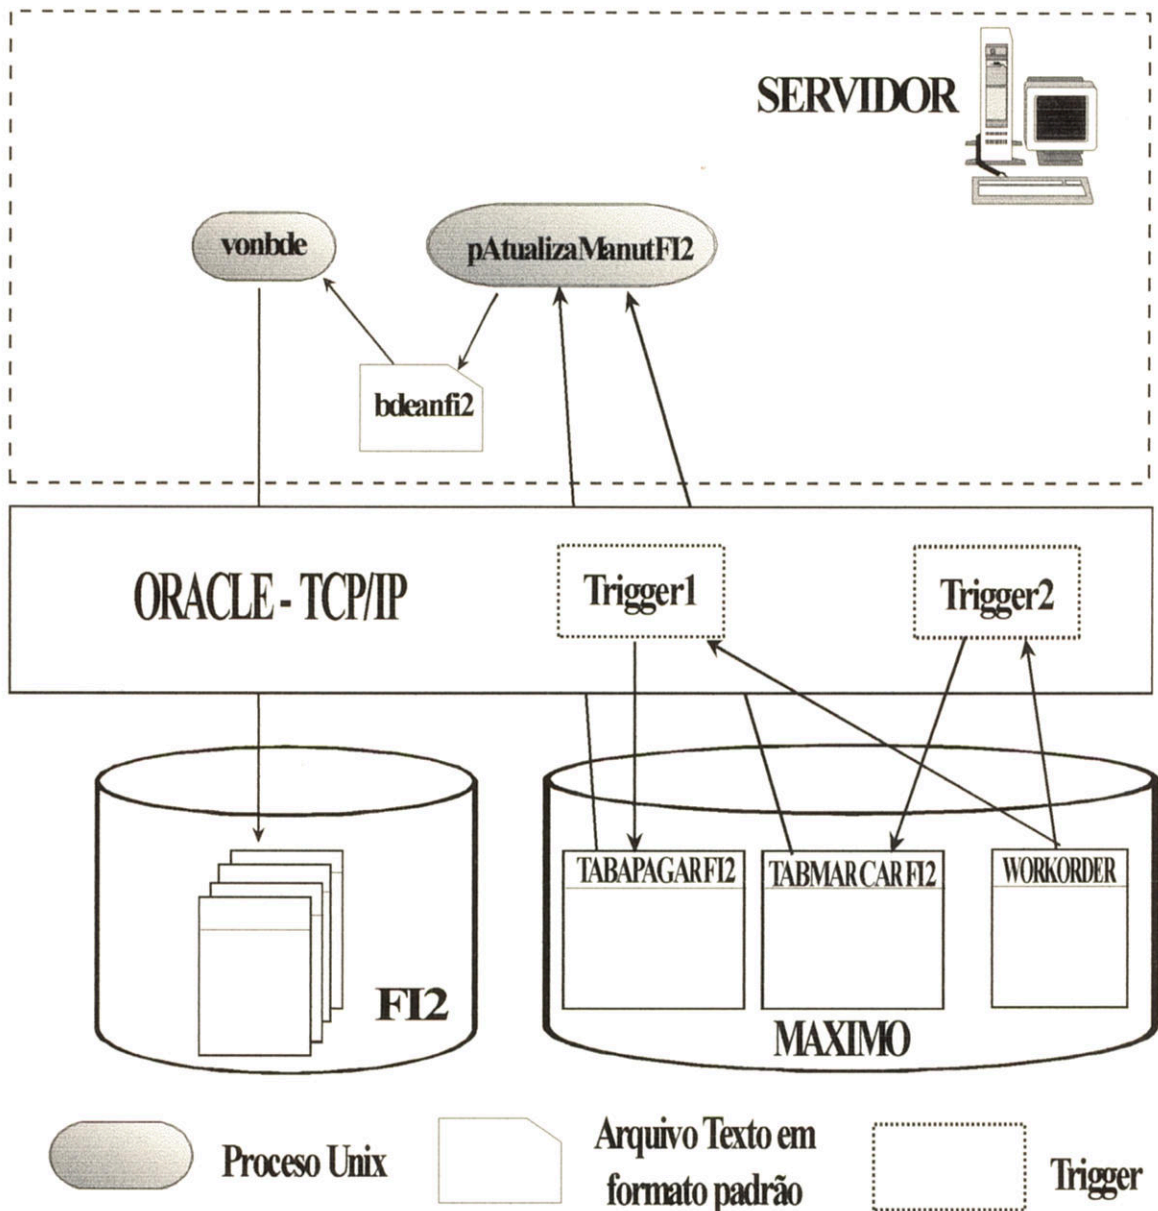 SERVIDOR
vonbde
pAtualizaManutFI2
bdeanfi2
ORACLE - TCP/IP
Trigger1
Trigger2
TABAPAGARFI2
TABMARCARFI2
WORKORDER
FI2
MAXIMO
Proceso Unix
Arquivo Texto em
formato padrão
Trigger